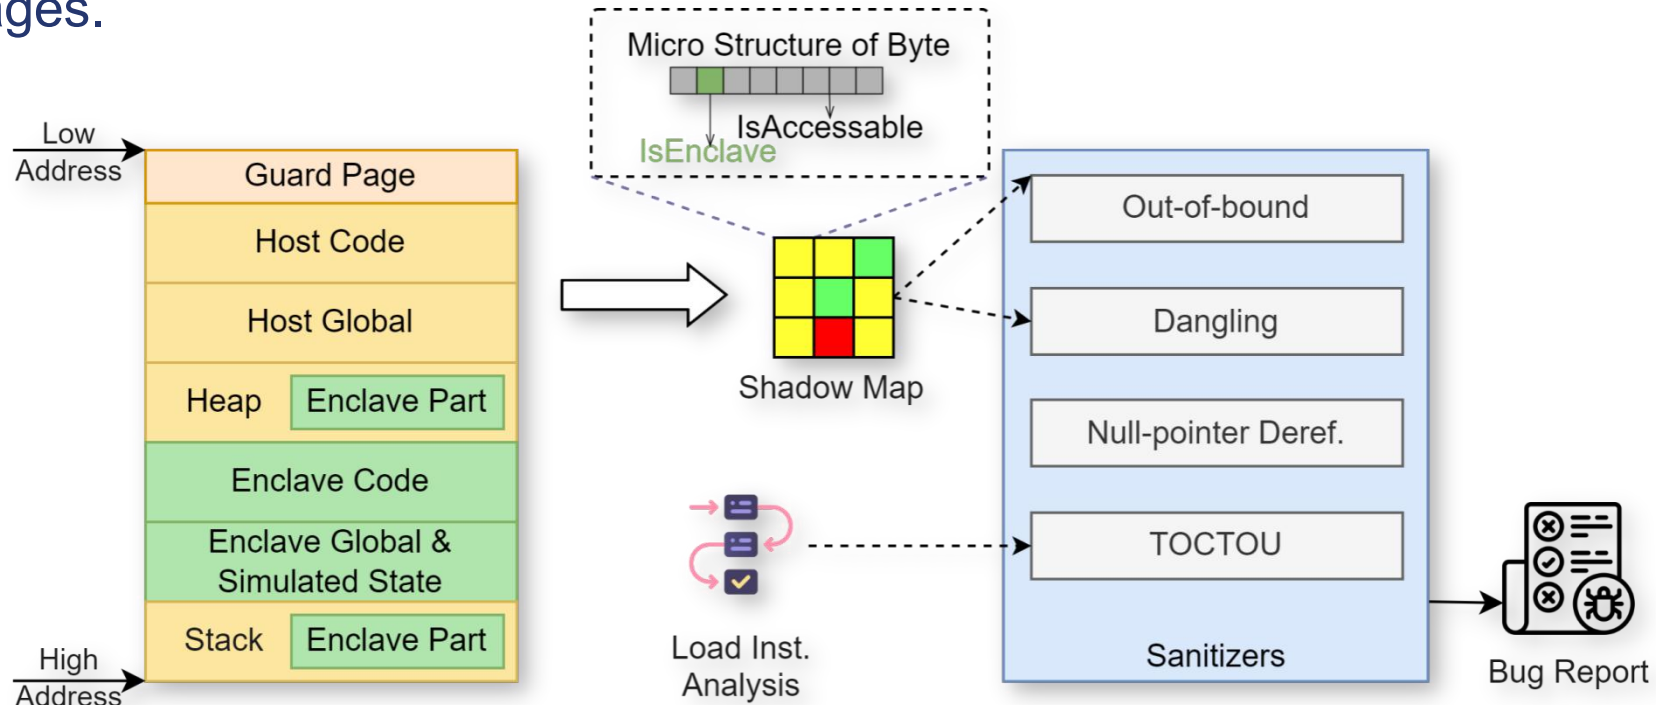 Micro Structure of Byte
IsAccessable
IsEnclave
Low
Address
Guard Page
Host Code
Host Global
Heap
Enclave Part
Enclave Code
Enclave Global &
Simulated State
Stack
Enclave Part
High
Address
Shadow Map
Load Inst.
Analysis
Out-of-bound
Dangling
Null-pointer Deref.
TOCTOU
Sanitizers
Bug Report